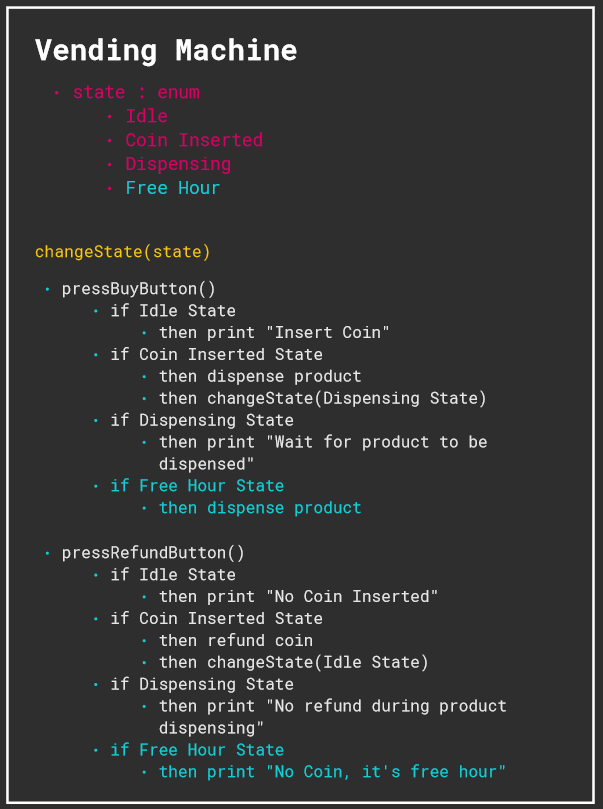 Vending Machine
• state : enum
• Idle
• Coin Inserted
• Dispensing
• Free Hour
changeState(state)
• pressBuyButton()
• if Idle State
• then print "Insert Coin"
• if Coin Inserted State
• then dispense product
• then changeState(Dispensing State)
• if Dispensing State
• then print "Wait for product to be
dispensed"
• if Free Hour State
• then dispense product
• pressRefundButton()
• if Idle State
• then print "No Coin Inserted"
• if Coin Inserted State
• then refund coin
• then changeState(Idle State)
• if Dispensing State
• then print "No refund during product
dispensing"
• if Free Hour State
• then print "No Coin, it's free hour"